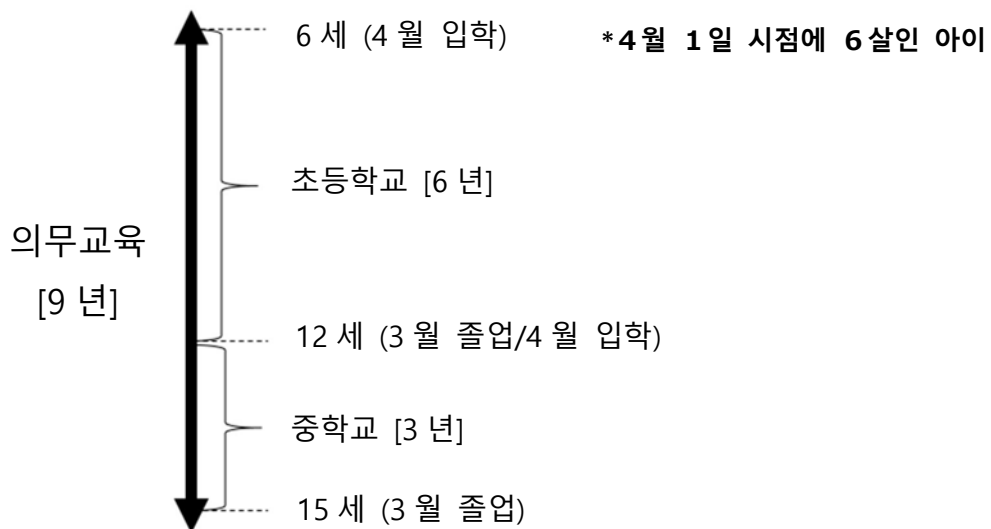 6 세 (4 월 입학) *4월 1일 시점에 6살인 아이
초등학교 [6 년]
의무교육
[9 년]
12 세 (3 월 졸업/4 월 입학)
중학교 [3 년]
15 세 (3 월 졸업)